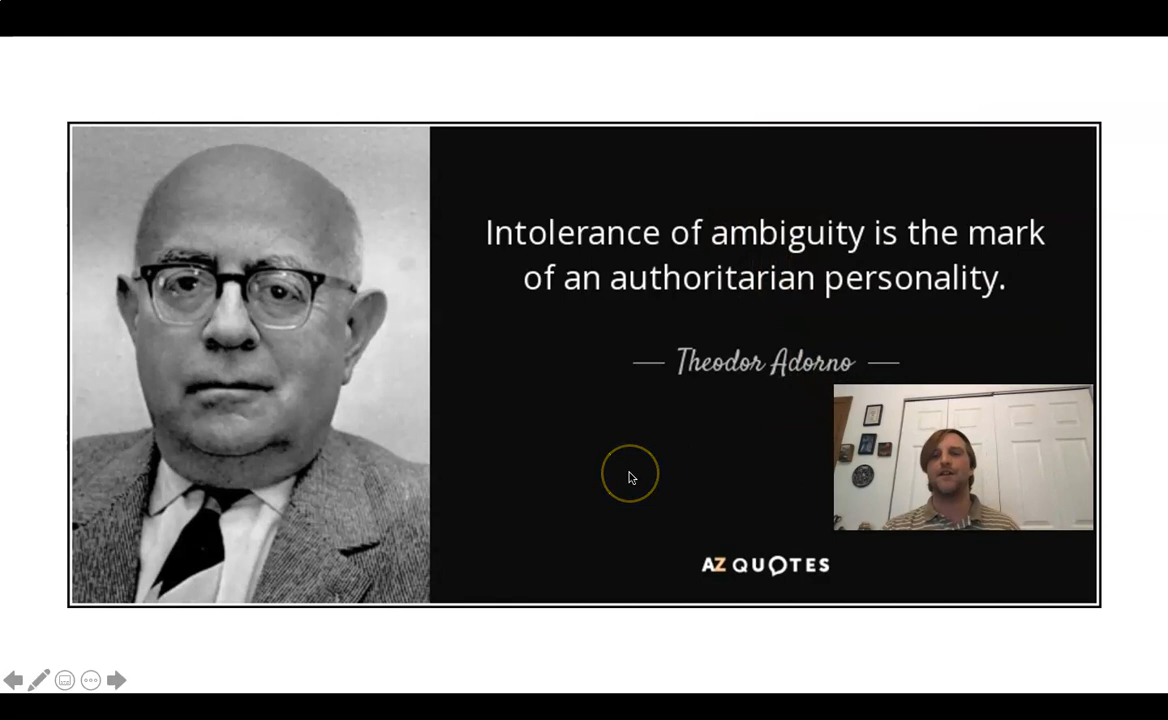 Intolerance of ambiguity is the mark
of an authoritarian personality.
Theodor Adorno
AZ QUOTES